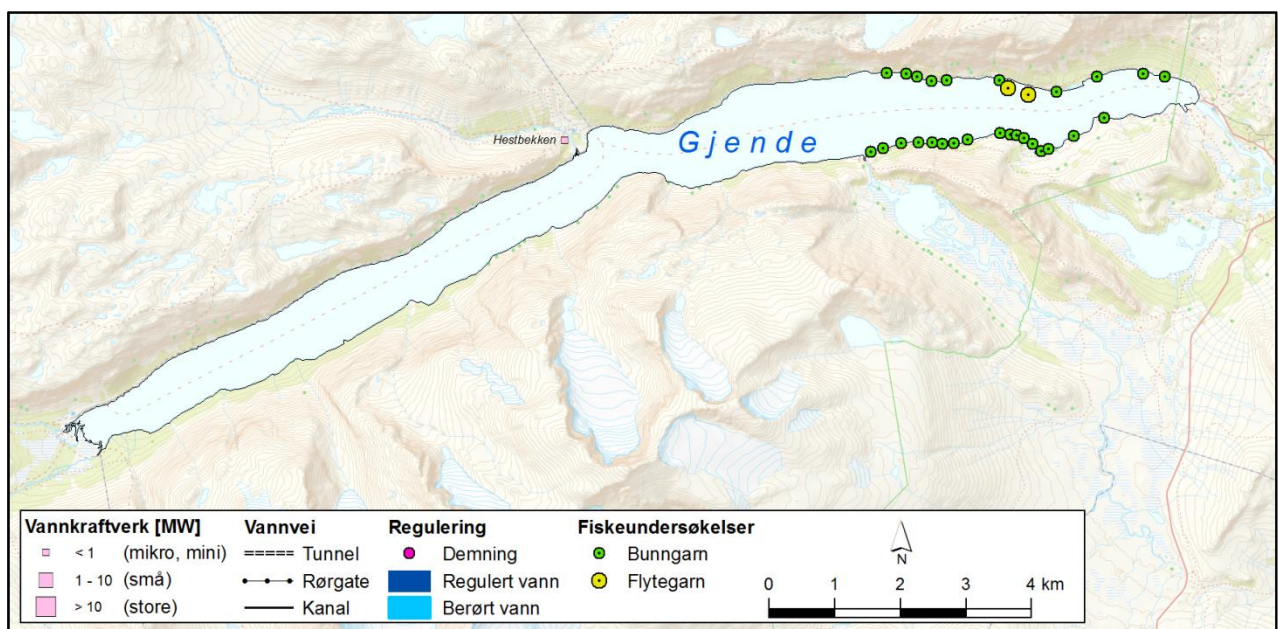 Hestbekken
Gjende
Vannkraftverk [MW]
< 1 (mikro, mini)
1 - 10 (små)
> 10 (store)
Vannvei
Tunnel
Rørgate
Kanal
Regulering
Demning
Regulert vann
Berørt vann
Fiskeundersøkelser
Bunngarn
Flytegarn
N
0 1 2 3 4 km